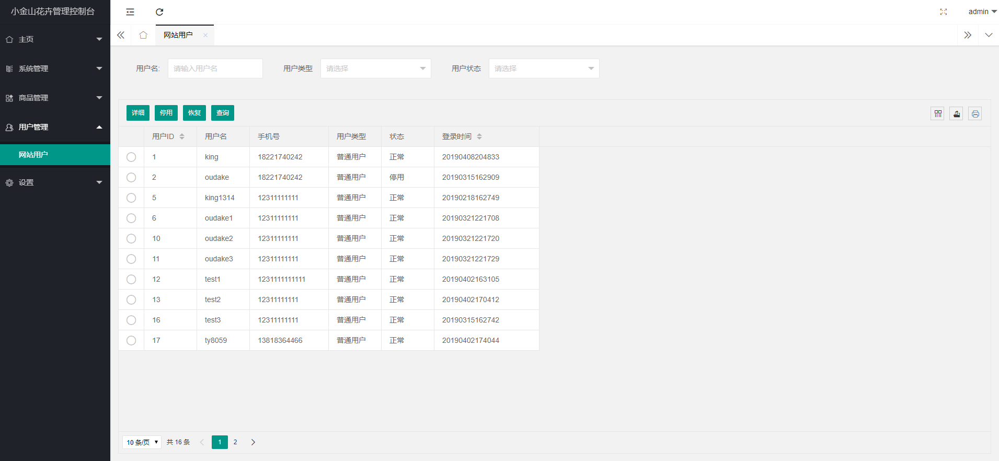 小金山花卉管理控制台
admin
主页
网站用户
系统管理
用户名: 请输入用户名 用户类型 请选择 用户状态 请选择
商品管理
用户管理
网站用户
设置
详细 停用 恢复 查询
用户ID 用户名 手机号 用户类型 状态 登录时间
1 king 18221740242 普通用户 正常 20190408204833
2 oudake 18221740242 普通用户 停用 20190315162909
5 king1314 12311111111 普通用户 正常 20190218162749
6 oudake1 12311111111 普通用户 正常 20190321221708
10 oudake2 12311111111 普通用户 正常 20190321221720
11 oudake3 12311111111 普通用户 正常 20190321221729
12 test1 1231111111111 普通用户 正常 20190402163105
13 test2 12311111111 普通用户 正常 20190402170412
16 test3 12311111111 普通用户 正常 20190315162742
17 ty8059 13818364466 普通用户 正常 20190402174044
10 条/页 共 16 条 1 2